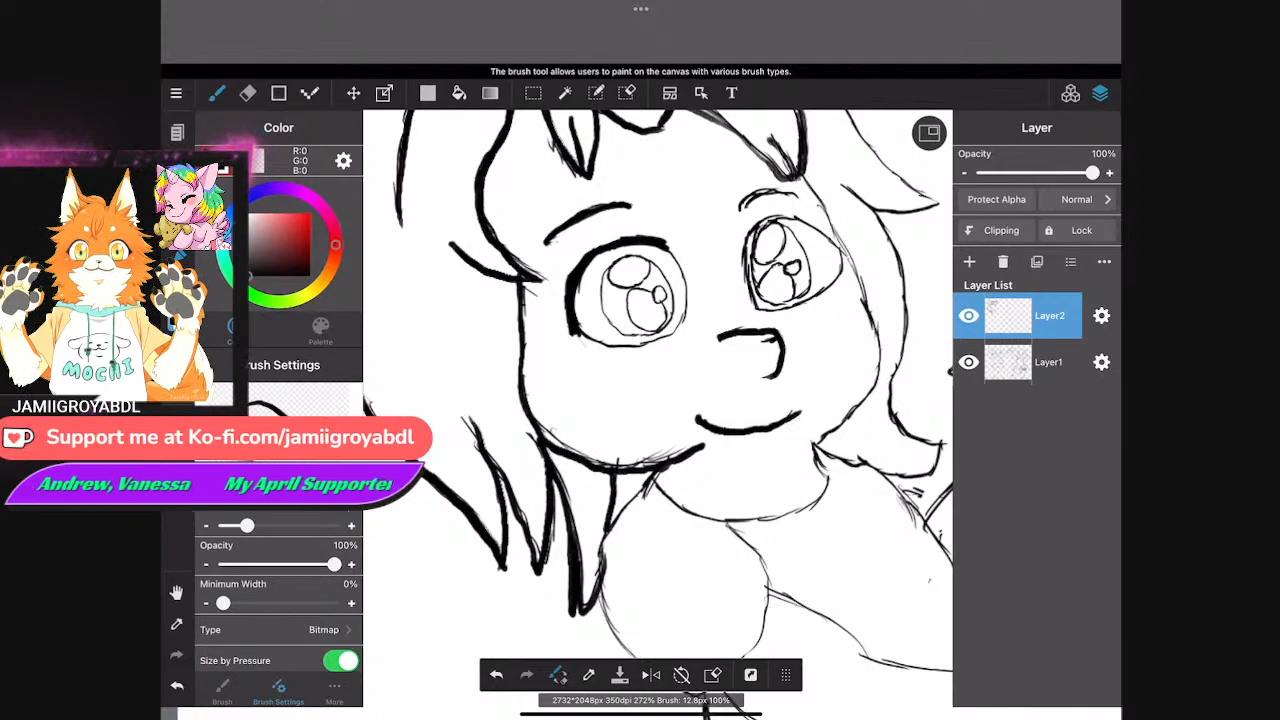 The brush tool allows users to paint on the canvas with various brush types.
T
Color
R:0
G:0
B:0
Palette
Brush Settings
MOCHI
JAMIIGROYABDL
Support me at Ko-fi.com/jamiigroyabdl
Andrew, Vanessa My April Supporter
- +
Opacity 100%
- +
Minimum Width 0%
- +
Type Bitmap
Size by Pressure
Brush
Brush Settings
More
2732*2048px 350dpi 272% Brush: 12.8px 100%
Layer
Opacity 100%
- +
Protect Alpha
Normal
Clipping
Lock
Layer List
Layer2
Layer1